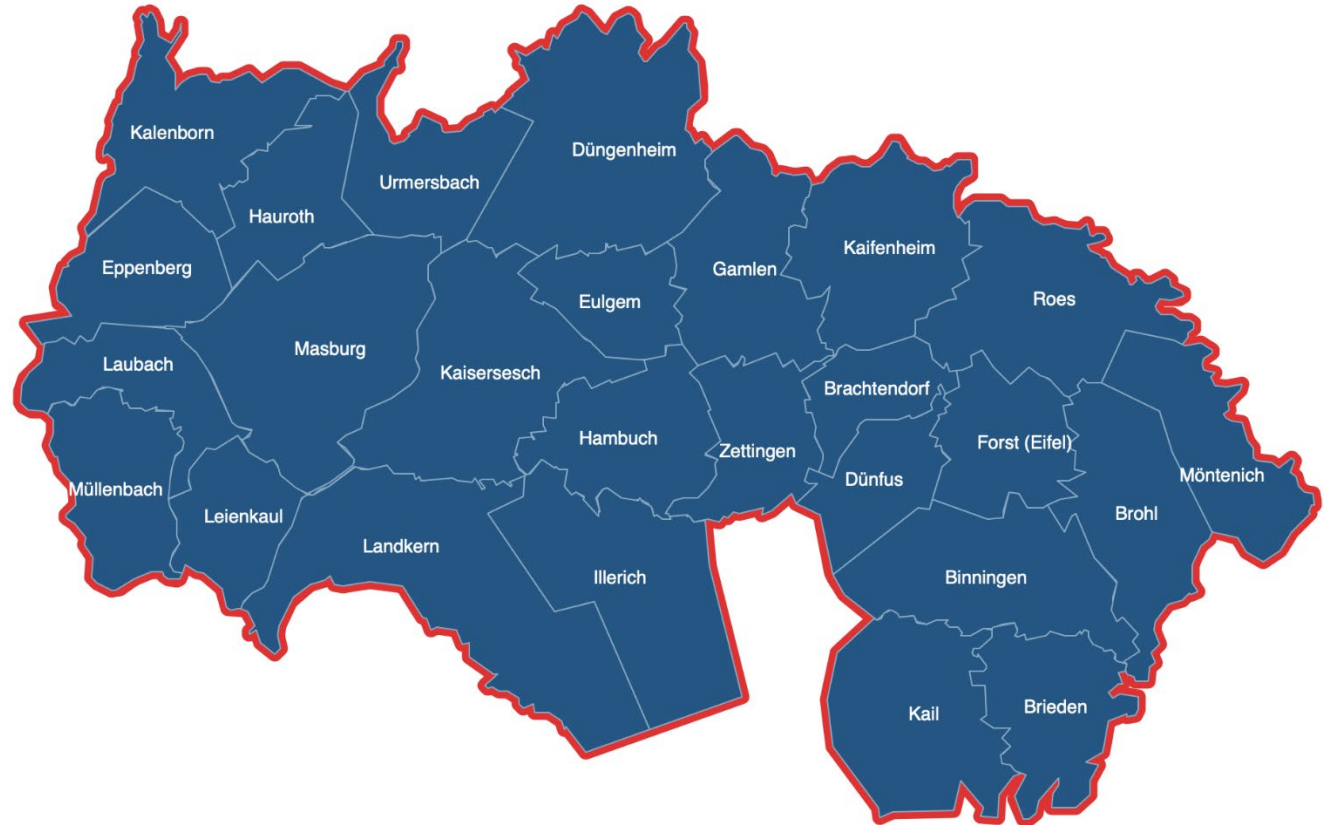 Kalenborn
Düngenheim
Urmersbach
Hauroth
Kaifenheim
Eppenberg
Gamlen
Eulgem
Roes
Masburg
Laubach
Kaisersesch
Brachtendorf
Hambuch
Forst (Eifel)
Zettingen
Möntenich
Dünfus
Müllenbach
Brohl
Leienkaul
Landkern
Illerich
Binningen
Brieden
Kail